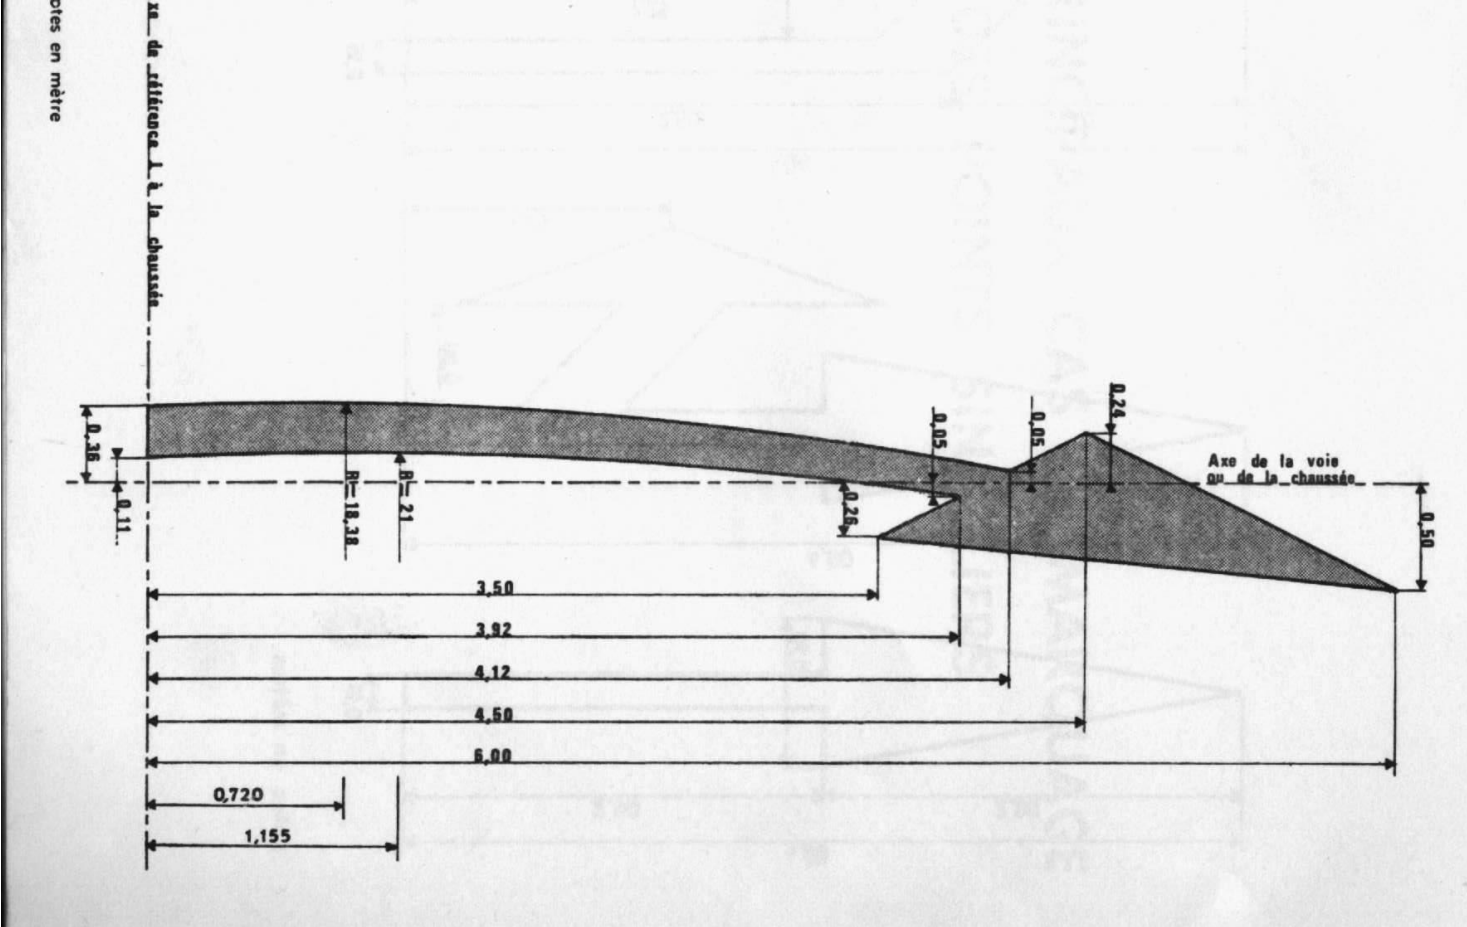 de référence ⊥ à la chaussée
en mètre
0,36
0,11
R=18,38
R=21
0,26
0,05
0,05
0,24
Axe de la voie
ou de la chaussée
0,50
3,50
3,92
4,12
4,50
6,00
0,720
1,155